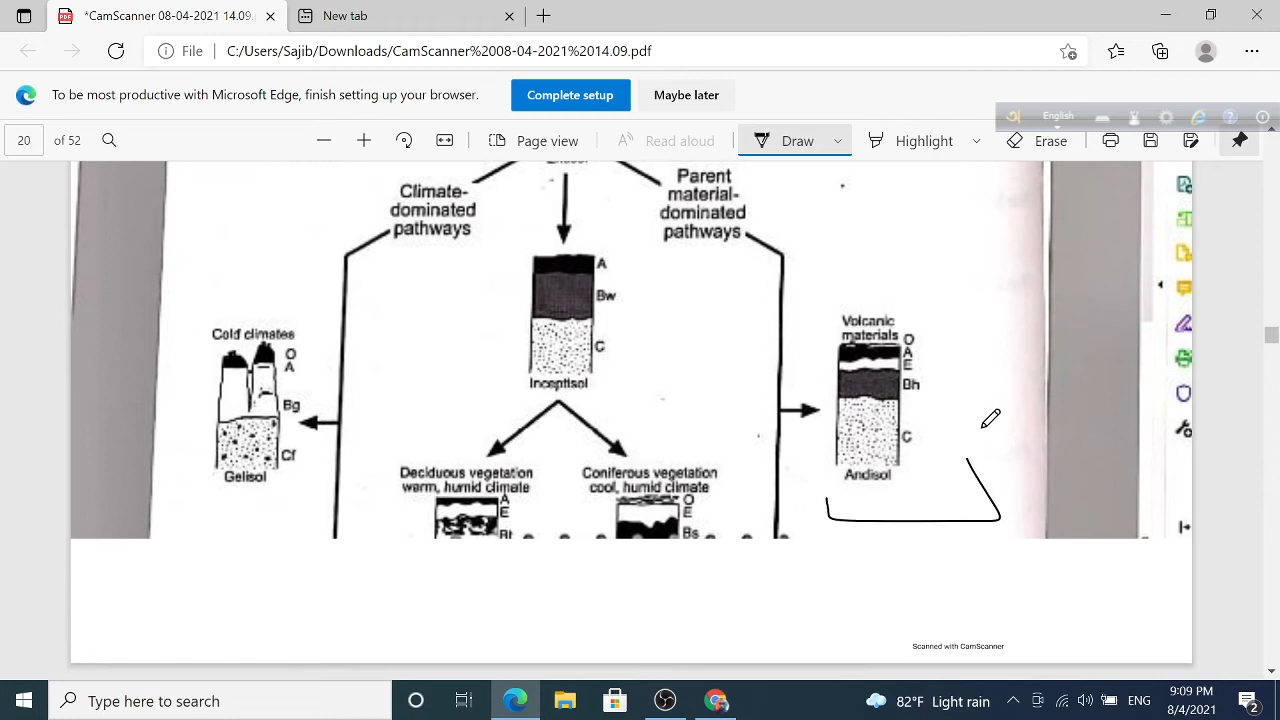 *CamScanner 08-04-2021 14.09.
New tab
File
C:/Users/Sajib/Downloads/CamScanner%2008-04-2021%2014.09.pdf
To be most productive with Microsoft Edge, finish setting up your browser.
Complete setup
Maybe later
English
20
of 52
Page view
Read aloud
Draw
Highlight
Erase
Climate-
dominated
pathways
Parent
material-
dominated
pathways
A
Bw
C
Inceptisol
Cold climates
O
A
Bg
Cf
Gelisol
Volcanic
materials
O
A
E
Bh
C
Andisol
Deciduous vegetation
warm, humid climate
A
E
Bt
Coniferous vegetation
cool, humid climate
O
E
Bs
Scanned with CamScanner
Type here to search
82°F Light rain
ENG
9:09 PM
8/4/2021
2